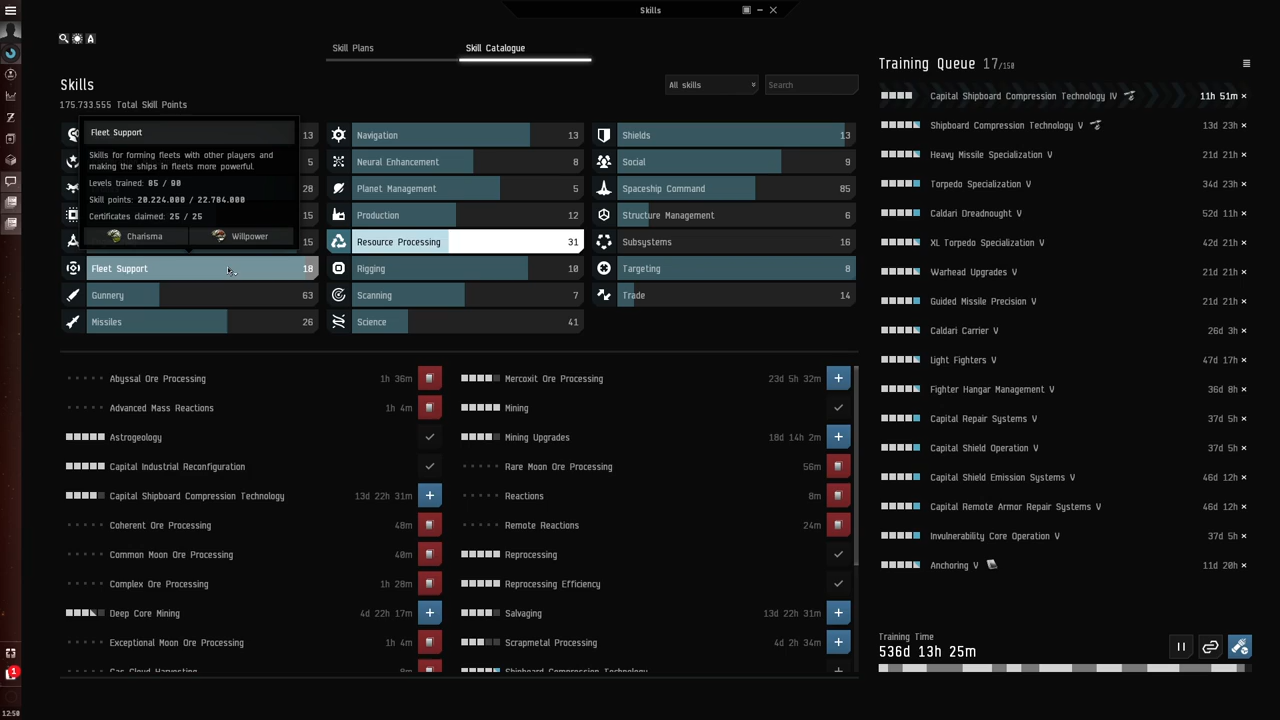 Skills
Skill Plans
Skill Catalogue
Skills
175.733.555 Total Skill Points
All skills
Search
Fleet Support
Skills for forming fleets with other players and
making the ships in fleets more powerful.
Levels trained: 85 / 90
Skill points: 20.224.000 / 22.784.000
Certificates claimed: 25 / 25
Charisma
Willpower
13
5
28
15
15
Fleet Support 18
Gunnery 63
Missiles 26
Navigation 13
Neural Enhancement 8
Planet Management 5
Production 12
Resource Processing 31
Rigging 10
Scanning 7
Science 41
Shields 13
Social 9
Spaceship Command 85
Structure Management 6
Subsystems 16
Targeting 8
Trade 14
Abyssal Ore Processing 1h 36m
Advanced Mass Reactions 1h 4m
Astrogeology
Capital Industrial Reconfiguration
Capital Shipboard Compression Technology 13d 22h 31m
Coherent Ore Processing 48m
Common Moon Ore Processing 40m
Complex Ore Processing 1h 28m
Deep Core Mining 4d 22h 17m
Exceptional Moon Ore Processing 1h 4m
Gas Cloud Harvesting 8m
Mercoxit Ore Processing 23d 5h 32m
Mining
Mining Upgrades 18d 14h 2m
Rare Moon Ore Processing 56m
Reactions 8m
Remote Reactions 24m
Reprocessing
Reprocessing Efficiency
Salvaging 13d 22h 31m
Scrapmetal Processing 4d 2h 34m
Shipboard Compression Technology
Training Queue 17/150
Capital Shipboard Compression Technology IV 11h 51m
Shipboard Compression Technology V 13d 23h
Heavy Missile Specialization V 21d 21h
Torpedo Specialization V 34d 23h
Caldari Dreadnought V 52d 11h
XL Torpedo Specialization V 42d 23h
Warhead Upgrades V 21d 21h
Guided Missile Precision V 21d 21h
Caldari Carrier V 26d 3h
Light Fighters V 47d 17h
Fighter Hangar Management V 36d 8h
Capital Repair Systems V 37d 5h
Capital Shield Operation V 37d 5h
Capital Shield Emission Systems V 46d 12h
Capital Remote Armor Repair Systems V 46d 12h
Invulnerability Core Operation V 37d 5h
Anchoring V 11d 20h
Training Time
536d 13h 25m
1
12:50